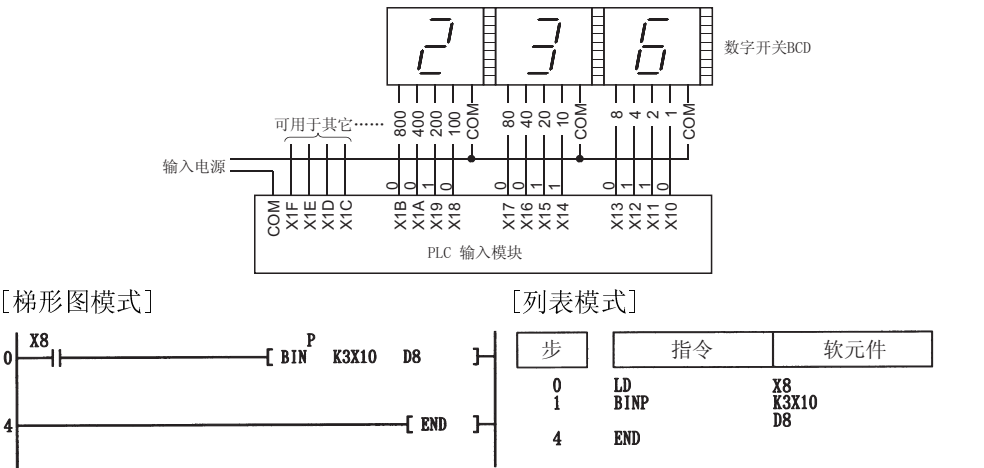 2 3 6
数字开关BCD
800 400 200 100 COM 80 40 20 10 COM 8 4 2 1 COM
可用于其它……
输入电源
0 0 1 0 0 0 1 1 0 1 1 0
COM X1F X1E X1D X1C X1B X1A X19 X18 X17 X16 X15 X14 X13 X12 X11 X10
PLC 输入模块
[梯形图模式]
X8
0 BINP K3X10 D8
4 END
[列表模式]
步 指令 软元件
0 LD X8
1 BINP K3X10
D8
4 END